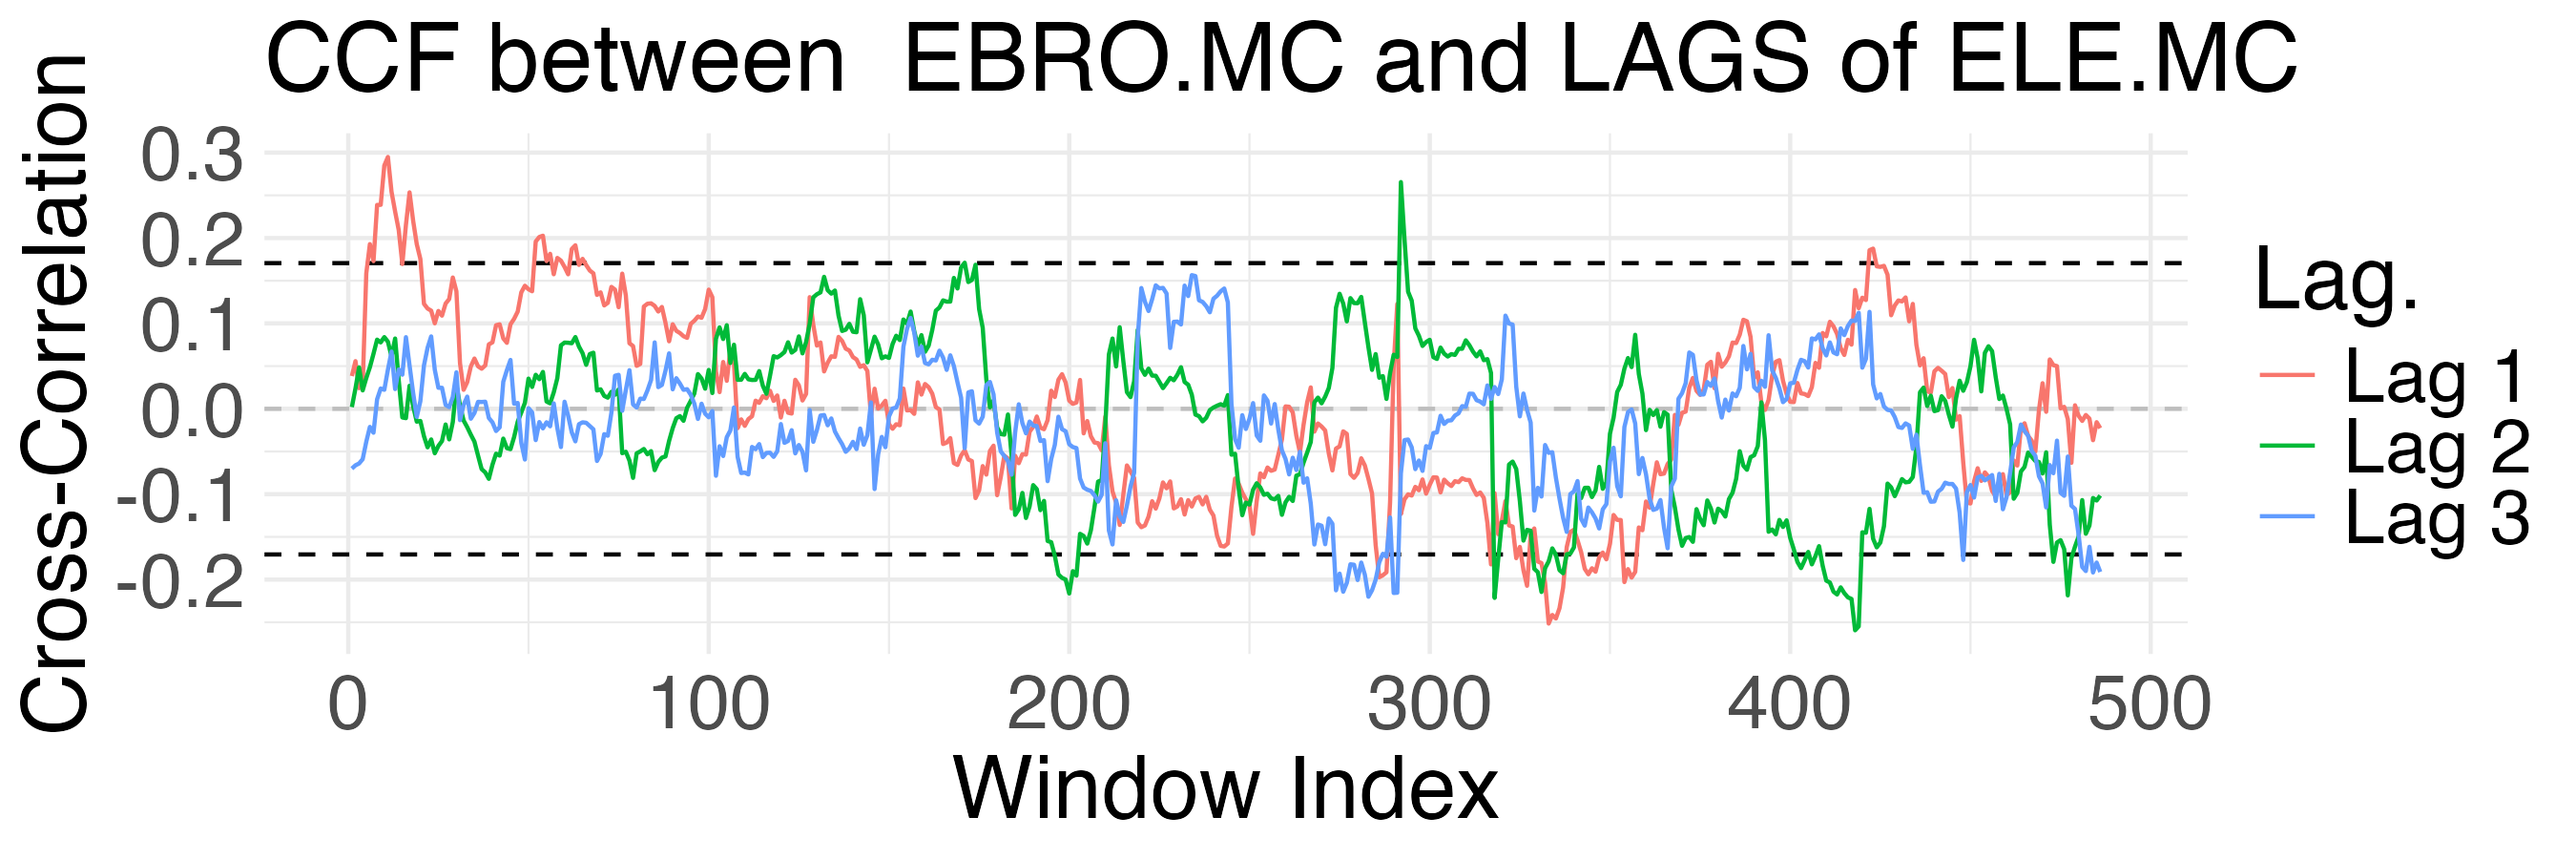 CCF between  EBRO.MC and LAGS of ELE.MC
Cross-Correlation
0.3
0.2
0.1
0.0
-0.1
-0.2
0 100 200 300 400 500
Window Index
Lag.
Lag 1
Lag 2
Lag 3